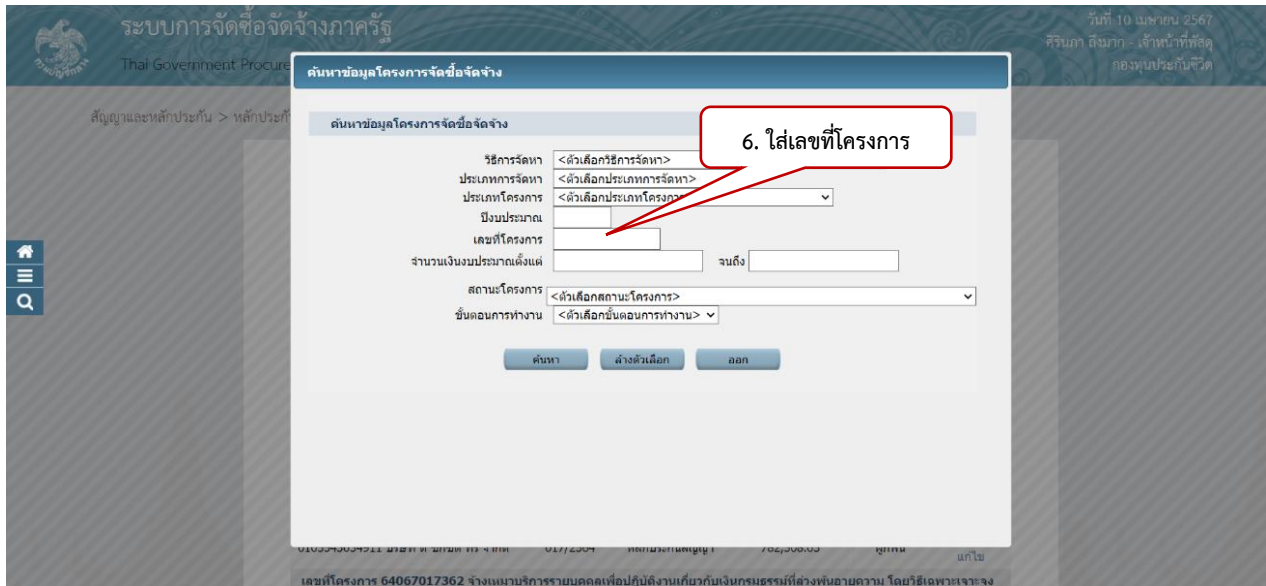 ระบบการจัดซื้อจัดจ้างภาครัฐ
Thai Government Procure
วันที่ 10 เมษายน 2567
ศิรินภา ถึงมาก - เจ้าหน้าที่พัสดุ
กองทุนประกันชีวิต
สัญญาและหลักประกัน > หลักประกั
ค้นหาข้อมูลโครงการจัดซื้อจัดจ้าง
ค้นหาข้อมูลโครงการจัดซื้อจัดจ้าง
6. ใส่เลขที่โครงการ
วิธีการจัดหา <ตัวเลือกวิธีการจัดหา>
ประเภทการจัดหา <ตัวเลือกประเภทการจัดหา>
ประเภทโครงการ <ตัวเลือกประเภทโครงการ
ปีงบประมาณ
เลขที่โครงการ
จำนวนเงินงบประมาณตั้งแต่ จนถึง
สถานะโครงการ <ตัวเลือกสถานะโครงการ>
ขั้นตอนการทำงาน <ตัวเลือกขั้นตอนการทำงาน>
ค้นหา ล้างตัวเลือก ออก
แก้ไข
เลขที่โครงการ 64067017362 จ้างเหมาบริการรายบุคคลเพื่อปฏิบัติงานเกี่ยวกับเงินกรมธรรม์ที่ล่วงพ้นอายุความ โดยวิธีเฉพาะเจาะจง